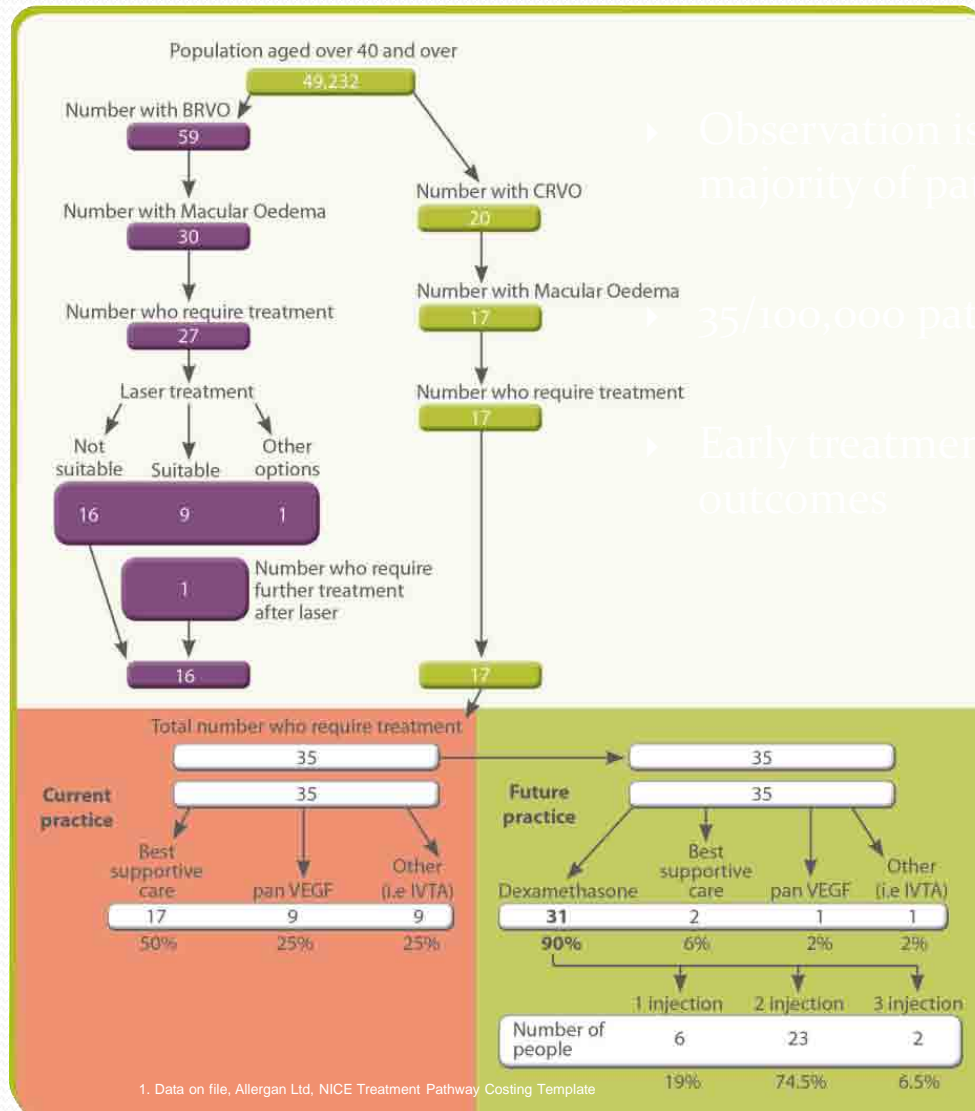 Population aged over 40 and over
49,232
Number with BRVO
59
Number with Macular Oedema
30
Number who require treatment
27
Laser treatment
Not suitable
Suitable
Other options
16 9 1
1
Number who require
further treatment
after laser
16
Number with CRVO
20
Number with Macular Oedema
17
Number who require treatment
17
17
Observation is
majority of
35/100,000
Early
outcomes
Total number who require treatment
35
35
Current
practice
Best
supportive
care
pan VEGF
Other
(i.e IVTA)
17 9 9
50% 25% 25%
35
35
Future
practice
Dexamethasone
Best
supportive
care
pan VEGF
Other
(i.e IVTA)
31 2 1 1
90% 6% 2% 2%
1 injection 2 injection 3 injection
Number of
people
6 23 2
19% 74.5% 6.5%
1. Data on file, Allergan Ltd, NICE Treatment Pathway Costing Template